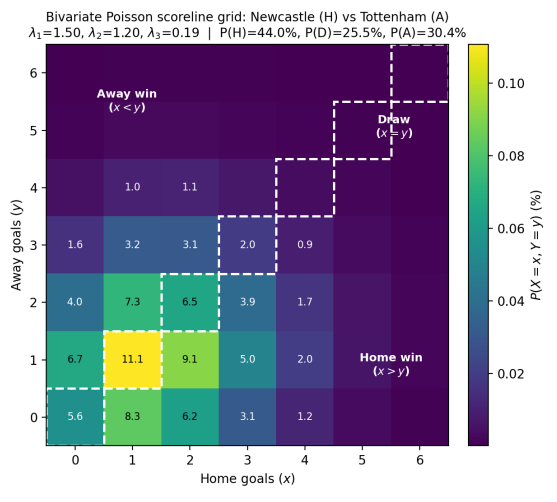 Bivariate Poisson scoreline grid: Newcastle (H) vs Tottenham (A)
λ₁=1.50, λ₂=1.20, λ₃=0.19 | P(H)=44.0%, P(D)=25.5%, P(A)=30.4%
6
Away win
(x < y)
0.10
5
Draw
(x = y)
0.08
4
1.0 1.1
3
1.6 3.2 3.1 2.0 0.9
0.06
2
4.0 7.3 6.5 3.9 1.7
0.04
1
6.7 11.1 9.1 5.0 2.0
Home win
(x > y)
0.02
0
5.6 8.3 6.2 3.1 1.2
0 1 2 3 4 5 6
Home goals (x)
Away goals (y)
P(X = x, Y = y) (%)